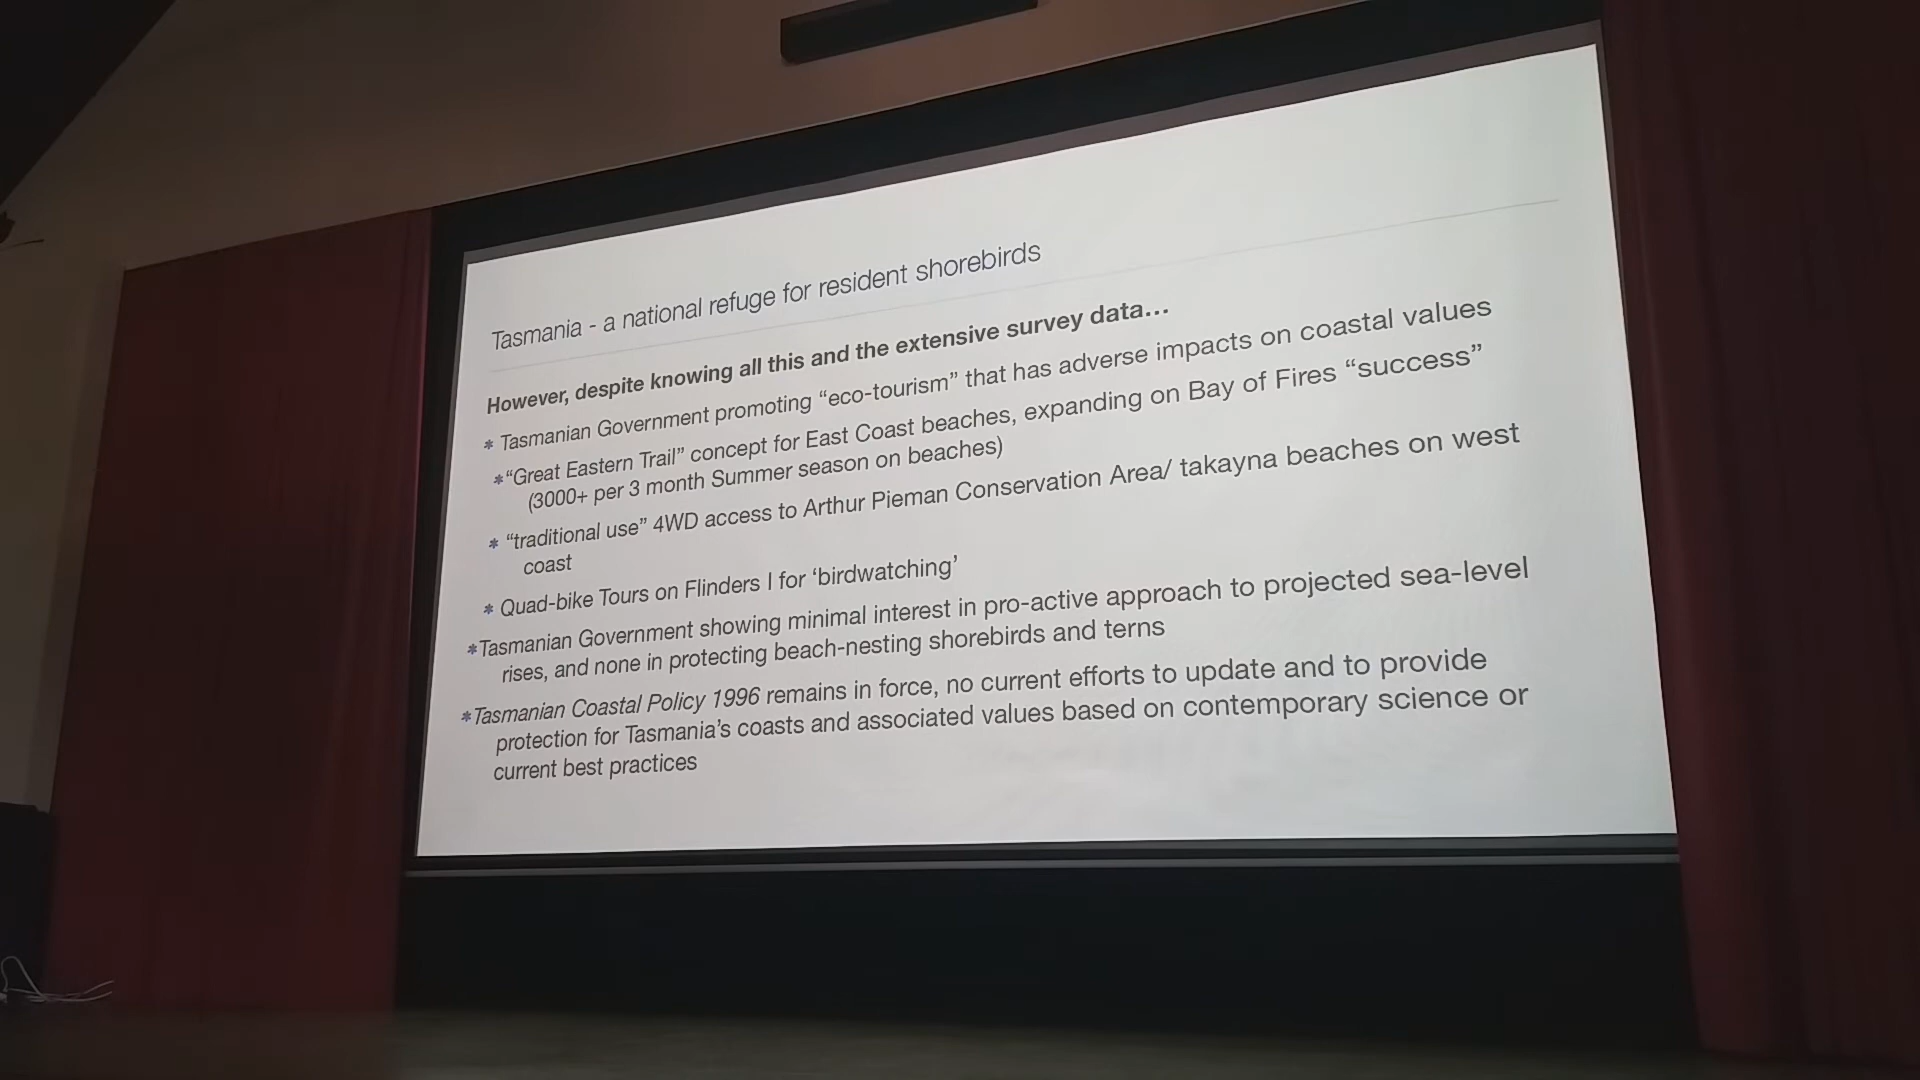 Tasmania - a national refuge for resident shorebirds
However, despite knowing all this and the extensive survey data...
* Tasmanian Government promoting “eco-tourism” that has adverse impacts on coastal values
*“Great Eastern Trail” concept for East Coast beaches, expanding on Bay of Fires “success”
(3000+ per 3 month Summer season on beaches)
* “traditional use” 4WD access to Arthur Pieman Conservation Area/ takayna beaches on west
coast
* Quad-bike Tours on Flinders I for ‘birdwatching’
*Tasmanian Government showing minimal interest in pro-active approach to projected sea-level
rises, and none in protecting beach-nesting shorebirds and terns
*Tasmanian Coastal Policy 1996 remains in force, no current efforts to update and to provide
protection for Tasmania’s coasts and associated values based on contemporary science or
current best practices